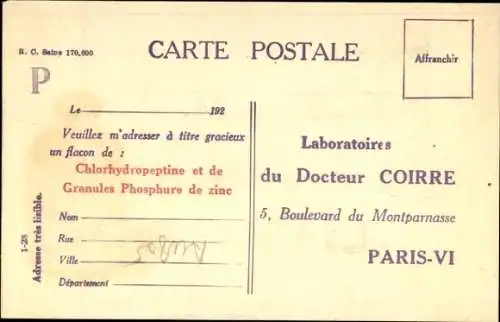 CARTE POSTALE
R. C. Seine 170,600
P
Affranchir
Le 192
Veuillez m'adresser à titre gracieux
un flacon de :
Chlorhydropeptine et de
Granules Phosphure de zinc
Nom
Rue
Ville
Département
1-28
Adresse très lisible.
Laboratoires
du Docteur COIRRE
5, Boulevard du Montparnasse
PARIS-VI